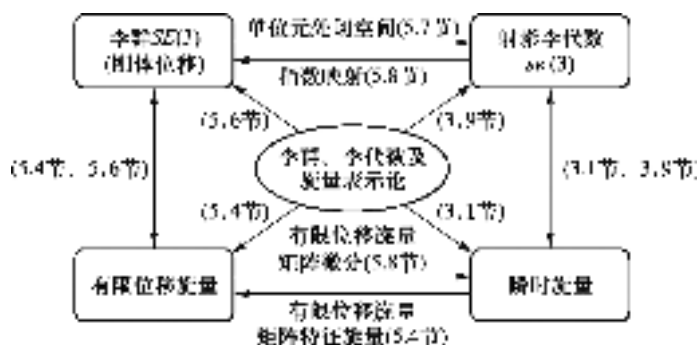 李群SE(3)
(刚体位移)
单位元处切空间(5.7节)
指数映射(5.8节)
射影李代数
se(3)
(5.6节)
(3.9节)
(5.4节、5.6节)
李群、李代数及
旋量表示论
(3.1节、3.9节)
(5.4节)
(3.1节)
有限位移旋量
矩阵微分(5.8节)
有限位移旋量
瞬时旋量
有限位移旋量
矩阵特征旋量(5.4节)